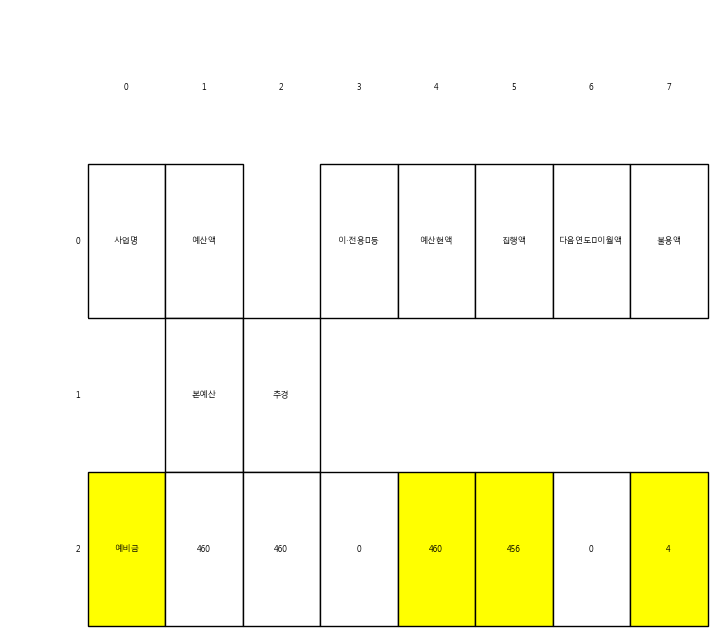 0 1 2 3 4 5 6 7
0 사업명 예산액 이·전용□등 예산현액 집행액 다음연도□이월액 불용액
1 본예산 추경
2 예비금 460 460 0 460 456 0 4